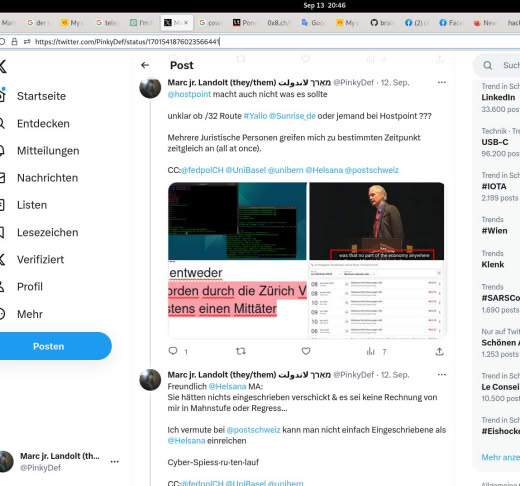 Sep 13 20:46
https://twitter.com/PinkyDef/status/1701541876023566441
Post
Startseite
Entdecken
Mitteilungen
Nachrichten
Listen
Lesezeichen
Verifiziert
Profil
Mehr
Posten
Marc jr. Landolt (th...
@PinkyDef
Marc jr. Landolt (they/them) מארך לאנדולט @PinkyDef · 12. Sep.
@hostpoint macht auch nicht was es sollte
unklar ob /32 Route #Yallo @Sunrise_de oder jemand bei Hostpoint ???
Mehrere Juristische Personen greifen mich zu bestimmten Zeitpunkt
zeitgleich an (all at once).
CC:@fedpolCH @UniBasel @unibern @Helsana @postschweiz
was that no part of the economy anywhere
entweder
orden durch die Zürich V
stens einen Mittäter
1
7
Marc jr. Landolt (they/them) @PinkyDef · 12. Sep.
Freundlich @Helsana MA:
Sie hätten nichts eingeschrieben verschickt & es sei keine Rechnung von
mir in Mahnstufe oder Regress...
Ich vermute bei @postschweiz kann man nicht einfach Eingeschriebene als
@Helsana einreichen
Cyber-Spiess·ru·ten·lauf
CC:@fedpolCH @UniBasel @unibern
Such
Trend in Sch
LinkedIn
33.600 post
Technik · Tre
USB-C
96.200 post
Trend in Sch
#IOTA
2.199 posts
Trends
#Wien
Trends
Klenk
Trends
#SARSCo
1.690 posts
Nur auf Twit
Schönen A
1.253 posts
Trend in Sch
Le Consei
10.500 post
Trend in Sch
#Eishocke
Mehr anze